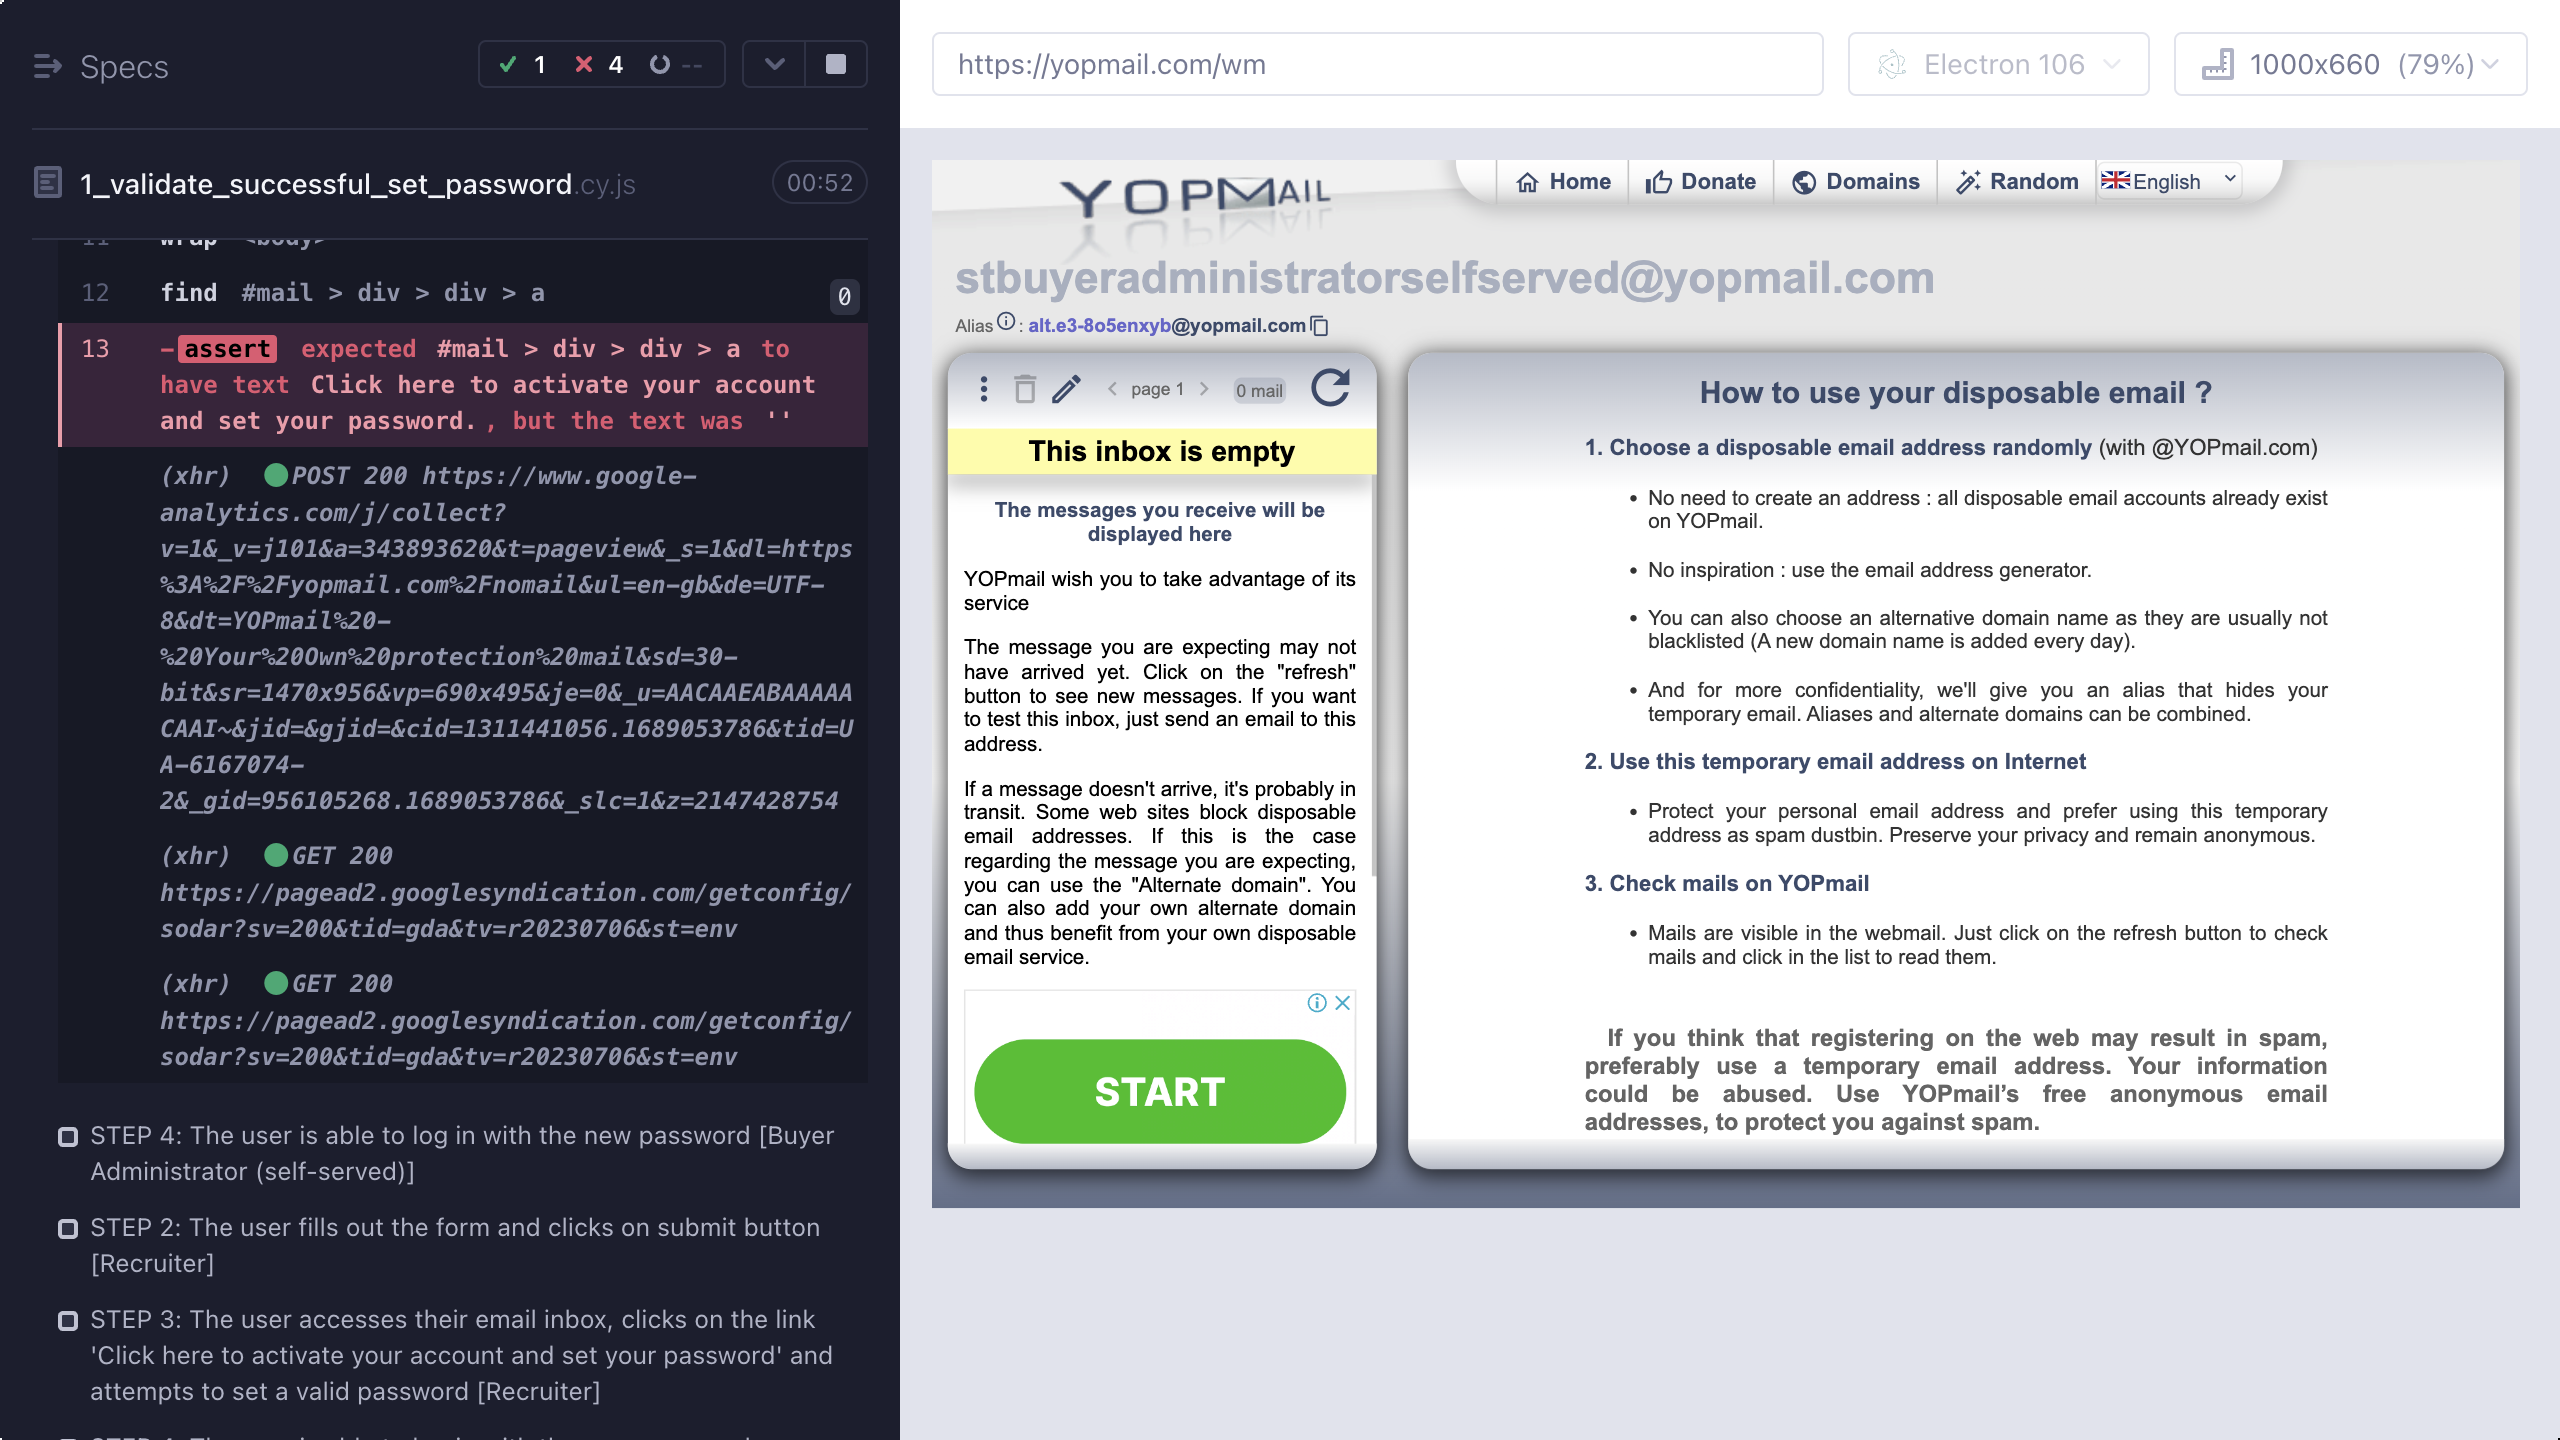 Specs
1
4
--
1_validate_successful_set_password.cy.js
00:52
11 wrap <body>
12 find #mail > div > div > a
0
13 -assert expected #mail > div > div > a to
have text Click here to activate your account
and set your password., but the text was ''
(xhr) POST 200 https://www.google-
analytics.com/j/collect?
v=1&_v=j101&a=343893620&t=pageview&_s=1&dl=https
%3A%2F%2Fyopmail.com%2Fnomail&ul=en-gb&de=UTF-
8&dt=YOPmail%20-
%20Your%20Own%20protection%20mail&sd=30-
bit&sr=1470x956&vp=690x495&je=0&_u=AACAAEABAAAAA
CAAI~&jid=&gjid=&cid=1311441056.1689053786&tid=U
A-6167074-
2&_gid=956105268.1689053786&_slc=1&z=2147428754
(xhr) GET 200
https://pagead2.googlesyndication.com/getconfig/
sodar?sv=200&tid=gda&tv=r20230706&st=env
(xhr) GET 200
https://pagead2.googlesyndication.com/getconfig/
sodar?sv=200&tid=gda&tv=r20230706&st=env
STEP 4: The user is able to log in with the new password [Buyer
Administrator (self-served)]
STEP 2: The user fills out the form and clicks on submit button
[Recruiter]
STEP 3: The user accesses their email inbox, clicks on the link
'Click here to activate your account and set your password' and
attempts to set a valid password [Recruiter]
https://yopmail.com/wm
Electron 106
1000x660 (79%)
YOPMAIL
Home
Donate
Domains
Random
English
stbuyeradministratorselfserved@yopmail.com
Alias : alt.e3-8o5enxyb@yopmail.com
page 1
0 mail
This inbox is empty
The messages you receive will be
displayed here
YOPmail wish you to take advantage of its
service
The message you are expecting may not
have arrived yet. Click on the "refresh"
button to see new messages. If you want
to test this inbox, just send an email to this
address.
If a message doesn't arrive, it's probably in
transit. Some web sites block disposable
email addresses. If this is the case
regarding the message you are expecting,
you can use the "Alternate domain". You
can also add your own alternate domain
and thus benefit from your own disposable
email service.
START
How to use your disposable email ?
1. Choose a disposable email address randomly (with @YOPmail.com)
• No need to create an address : all disposable email accounts already exist
on YOPmail.
• No inspiration : use the email address generator.
• You can also choose an alternative domain name as they are usually not
blacklisted (A new domain name is added every day).
• And for more confidentiality, we'll give you an alias that hides your
temporary email. Aliases and alternate domains can be combined.
2. Use this temporary email address on Internet
• Protect your personal email address and prefer using this temporary
address as spam dustbin. Preserve your privacy and remain anonymous.
3. Check mails on YOPmail
• Mails are visible in the webmail. Just click on the refresh button to check
mails and click in the list to read them.
If you think that registering on the web may result in spam,
preferably use a temporary email address. Your information
could be abused. Use YOPmail’s free anonymous email
addresses, to protect you against spam.